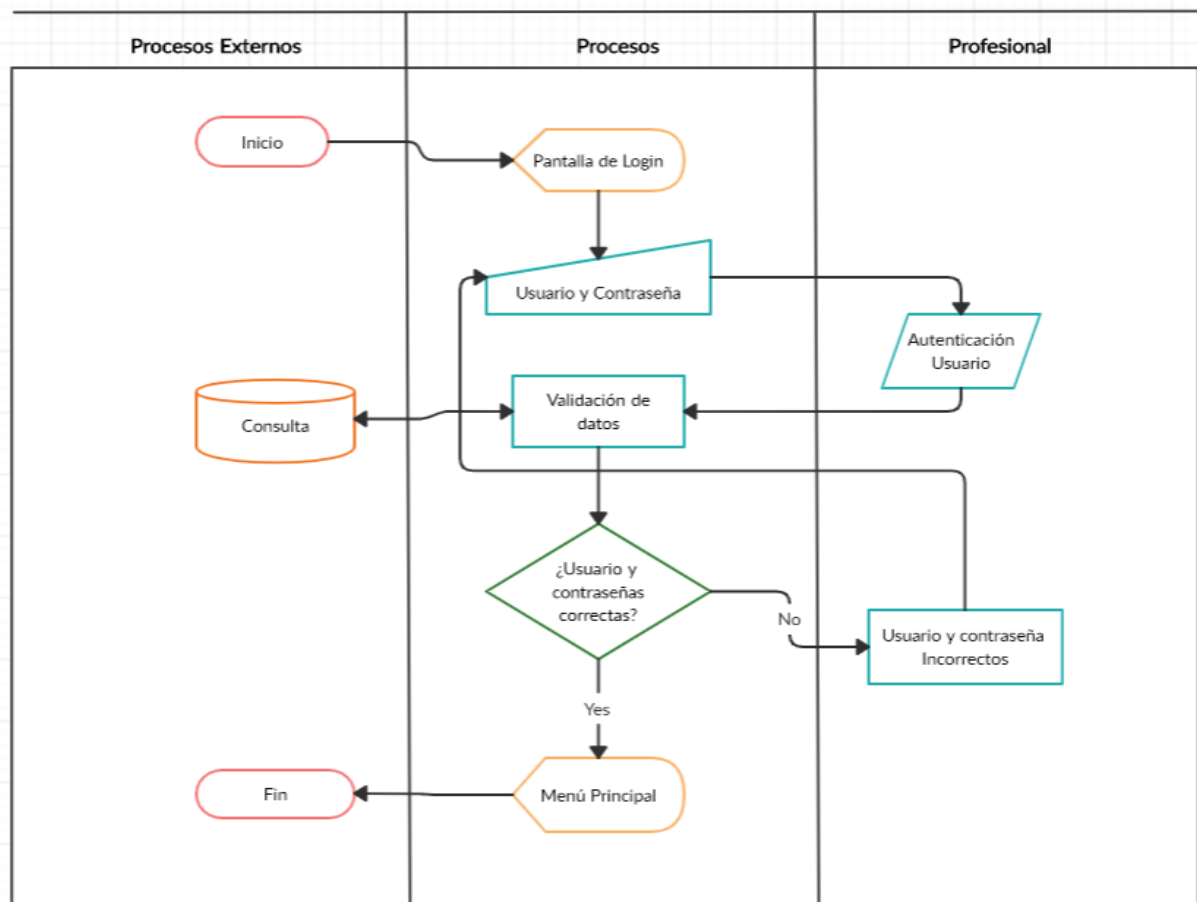 Procesos Externos
Procesos
Profesional
Inicio
Pantalla de Login
Usuario y Contraseña
Autenticación
Usuario
Consulta
Validación de
datos
¿Usuario y
contraseñas
correctas?
No
Usuario y contraseña
Incorrectos
Yes
Fin
Menú Principal